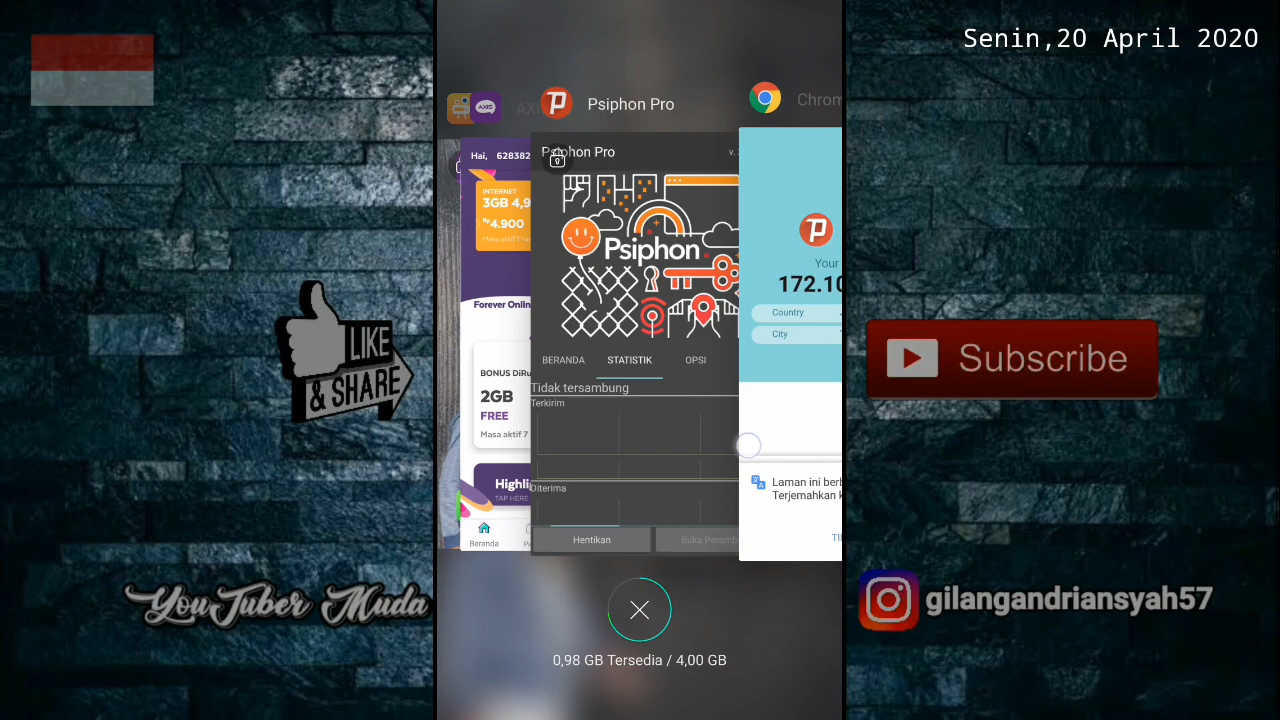 Senin,20 April 2020
AXIS
Psiphon Pro
Chrom
Hai, 628382
INTERNET
3GB 4,9
Rp4.900
Forever Onlin
BONUS DiRu
2GB
FREE
Masa aktif 7
Highli
TAP HERE
Beranda
Psiphon Pro
v.
Psiphon
BERANDA STATISTIK OPSI
Tidak tersambung
Terkirim
Diterima
Hentikan
Buka Peramb
Your
172.10
Country
City
Laman ini berb
Terjemahkan k
0,98 GB Tersedia / 4,00 GB
LIKE
& SHARE
Subscribe
YouTuber Muda
gilangandriansyah57